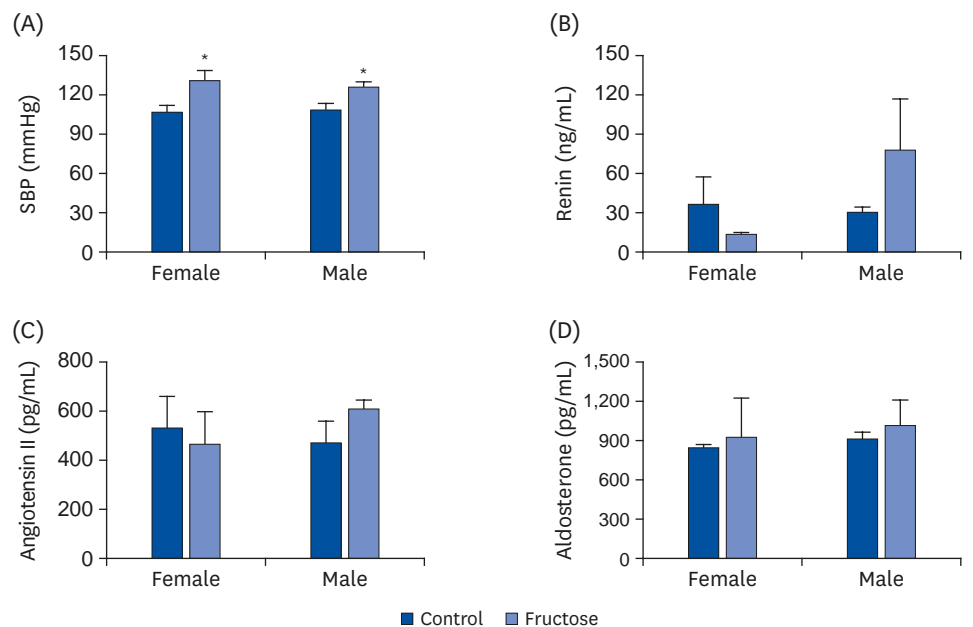 (A)
SBP (mmHg)
150
120
90
60
30
0
*
*
Female
Male
(B)
Renin (ng/mL)
150
120
90
60
30
0
Female
Male
(C)
Angiotensin II (pg/mL)
800
600
400
200
0
Female
Male
(D)
Aldosterone (pg/mL)
1,500
1,200
900
600
300
0
Female
Male
Control Fructose